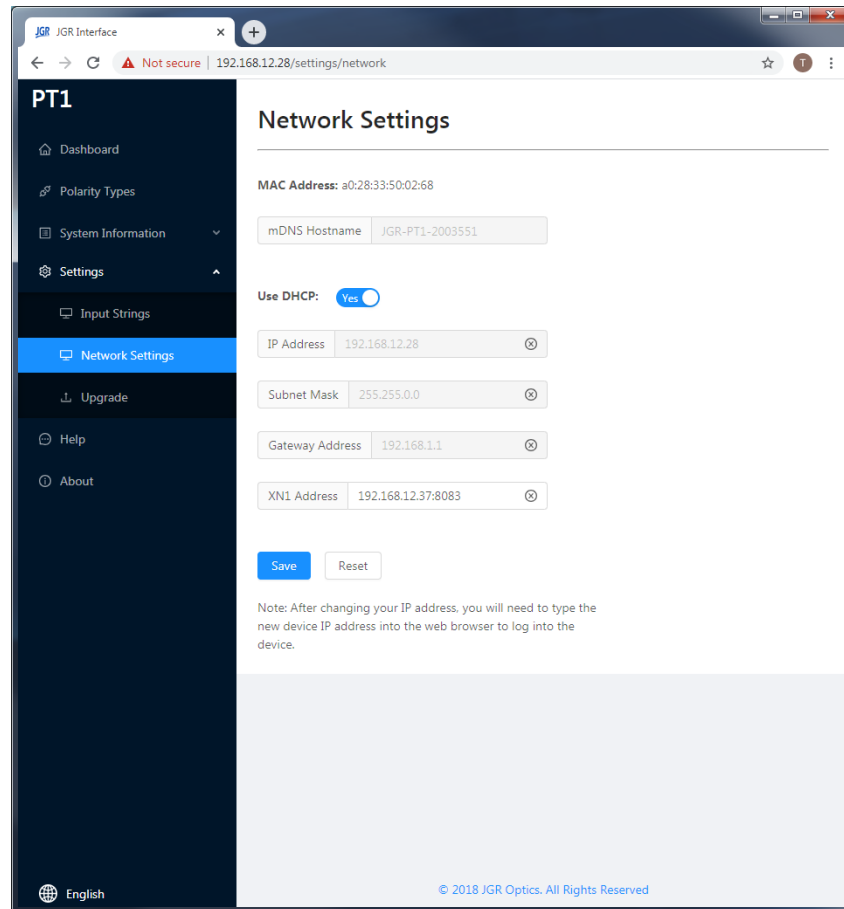 JGR JGR Interface
Not secure | 192.168.12.28/settings/network
T
PT1
Dashboard
Polarity Types
System Information
Settings
Input Strings
Network Settings
Upgrade
Help
About
English
Network Settings
MAC Address: a0:28:33:50:02:68
mDNS Hostname JGR-PT1-2003551
Use DHCP: Yes
IP Address 192.168.12.28
Subnet Mask 255.255.0.0
Gateway Address 192.168.1.1
XN1 Address 192.168.12.37:8083
Save Reset
Note: After changing your IP address, you will need to type the
new device IP address into the web browser to log into the
device.
© 2018 JGR Optics. All Rights Reserved